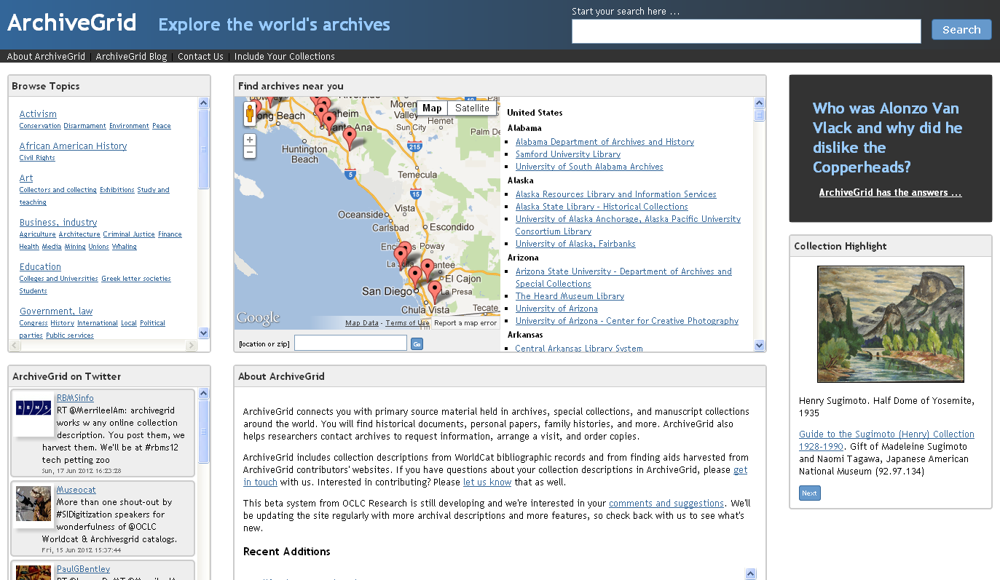 ArchiveGrid
Explore the world's archives
Start your search here ...
Search
About ArchiveGrid | ArchiveGrid Blog | Contact Us | Include Your Collections
Browse Topics
Activism
Conservation Disarmament Environment Peace
African American History
Civil Rights
Art
Collectors and collecting Exhibitions Study and
teaching
Business, industry
Agriculture Architecture Criminal Justice Finance
Health Media Mining Unions Whaling
Education
Colleges and Universities Greek letter societies
Students
Government, law
Congress History International Local Political
parties Public services
Find archives near you
Map
Satellite
Long Beach
Santa Ana
Huntington
Beach
Moreno
Valley
Sun City
Hemet
Palm De
215
5
Temecula
15
Oceanside
Vista
Carlsbad
Escondido
Poway
La Jolla
Santee
El Cajon
San Diego
La Presa
Chula Vista
Tecate
Google
Map Data - Terms of Use
Report a map error
[location or zip]
Go
United States
Alabama
Alabama Department of Archives and History
Samford University Library
University of South Alabama Archives
Alaska
Alaska Resources Library and Information Services
Alaska State Library - Historical Collections
University of Alaska Anchorage, Alaska Pacific University
Consortium Library
University of Alaska, Fairbanks
Arizona
Arizona State University - Department of Archives and
Special Collections
The Heard Museum Library
University of Arizona
University of Arizona - Center for Creative Photography
Arkansas
Central Arkansas Library System
Who was Alonzo Van
Vlack and why did he
dislike the
Copperheads?
ArchiveGrid has the answers ...
Collection Highlight
Henry Sugimoto. Half Dome of Yosemite,
1935
Guide to the Sugimoto (Henry) Collection
1928-1990. Gift of Madeleine Sugimoto
and Naomi Tagawa, Japanese American
National Museum (92.97.134)
Next
ArchiveGrid on Twitter
RBMS
RBMSinfo
RT @MerrileeIAm: archivegrid
works w any online collection
description. You post them, we
harvest them. We'll be at #rbms12
tech petting zoo
Sun, 17 Jun 2012 16:23:28
Museocat
More than one shout-out by
#SIDigitization speakers for
wonderfulness of @OCLC
Worldcat & Archivesgrid catalogs.
Fri, 15 Jun 2012 15:37:44
PaulGBentley
About ArchiveGrid
ArchiveGrid connects you with primary source material held in archives, special collections, and manuscript collections
around the world. You will find historical documents, personal papers, family histories, and more. ArchiveGrid also
helps researchers contact archives to request information, arrange a visit, and order copies.
ArchiveGrid includes collection descriptions from WorldCat bibliographic records and from finding aids harvested from
ArchiveGrid contributors' websites. If you have questions about your collection descriptions in ArchiveGrid, please get
in touch with us. Interested in contributing? Please let us know that as well.
This beta system from OCLC Research is still developing and we're interested in your comments and suggestions. We'll
be updating the site regularly with more archival descriptions and more features, so check back with us to see what's
new.
Recent Additions